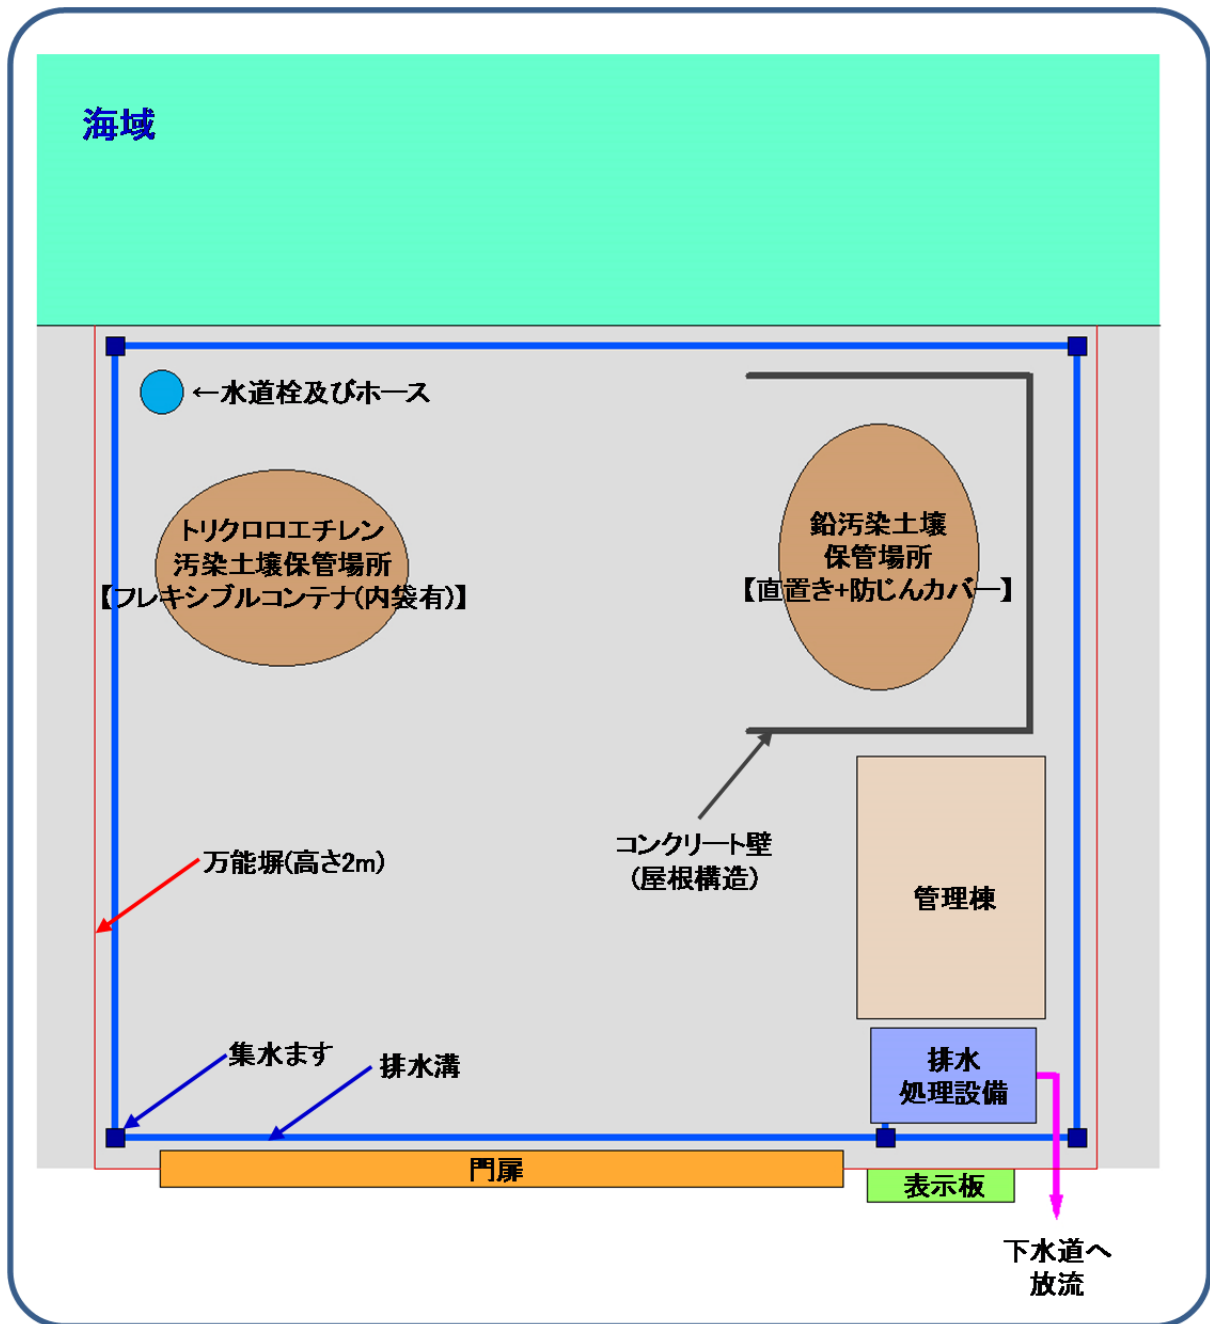 海域
←水道栓及びホース
トリクロロエチレン
汚染土壌保管場所
【フレキシブルコンテナ(内袋有)】
鉛汚染土壌
保管場所
【直置き+防じんカバー】
コンクリート壁
(屋根構造)
万能塀(高さ2m)
管理棟
集水ます
排水溝
排水
処理設備
門扉
表示板
下水道へ
放流